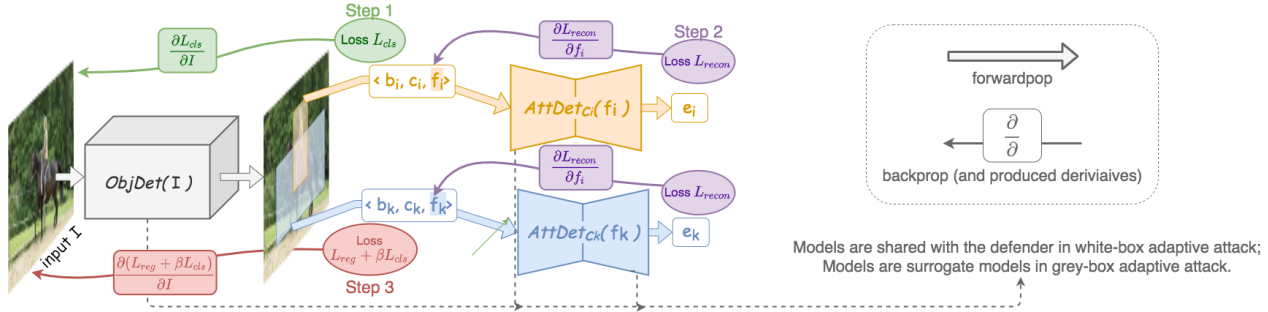 Step 1
∂L_cls / ∂I
Loss L_cls
∂L_recon / ∂f_i
Step 2
Loss L_recon
< b_i, c_i, f_i>
AttDet_ci(f_i)
e_i
ObjDet(I)
input I
∂L_recon / ∂f_i
Loss L_recon
< b_k, c_k, f_k>
AttDet_ck(f_k)
e_k
∂(L_reg + βL_cls) / ∂I
Loss
L_reg + βL_cls
Step 3
forwardpop
∂ / ∂
backprop (and produced deriviaives)
Models are shared with the defender in white-box adaptive attack;
Models are surrogate models in grey-box adaptive attack.